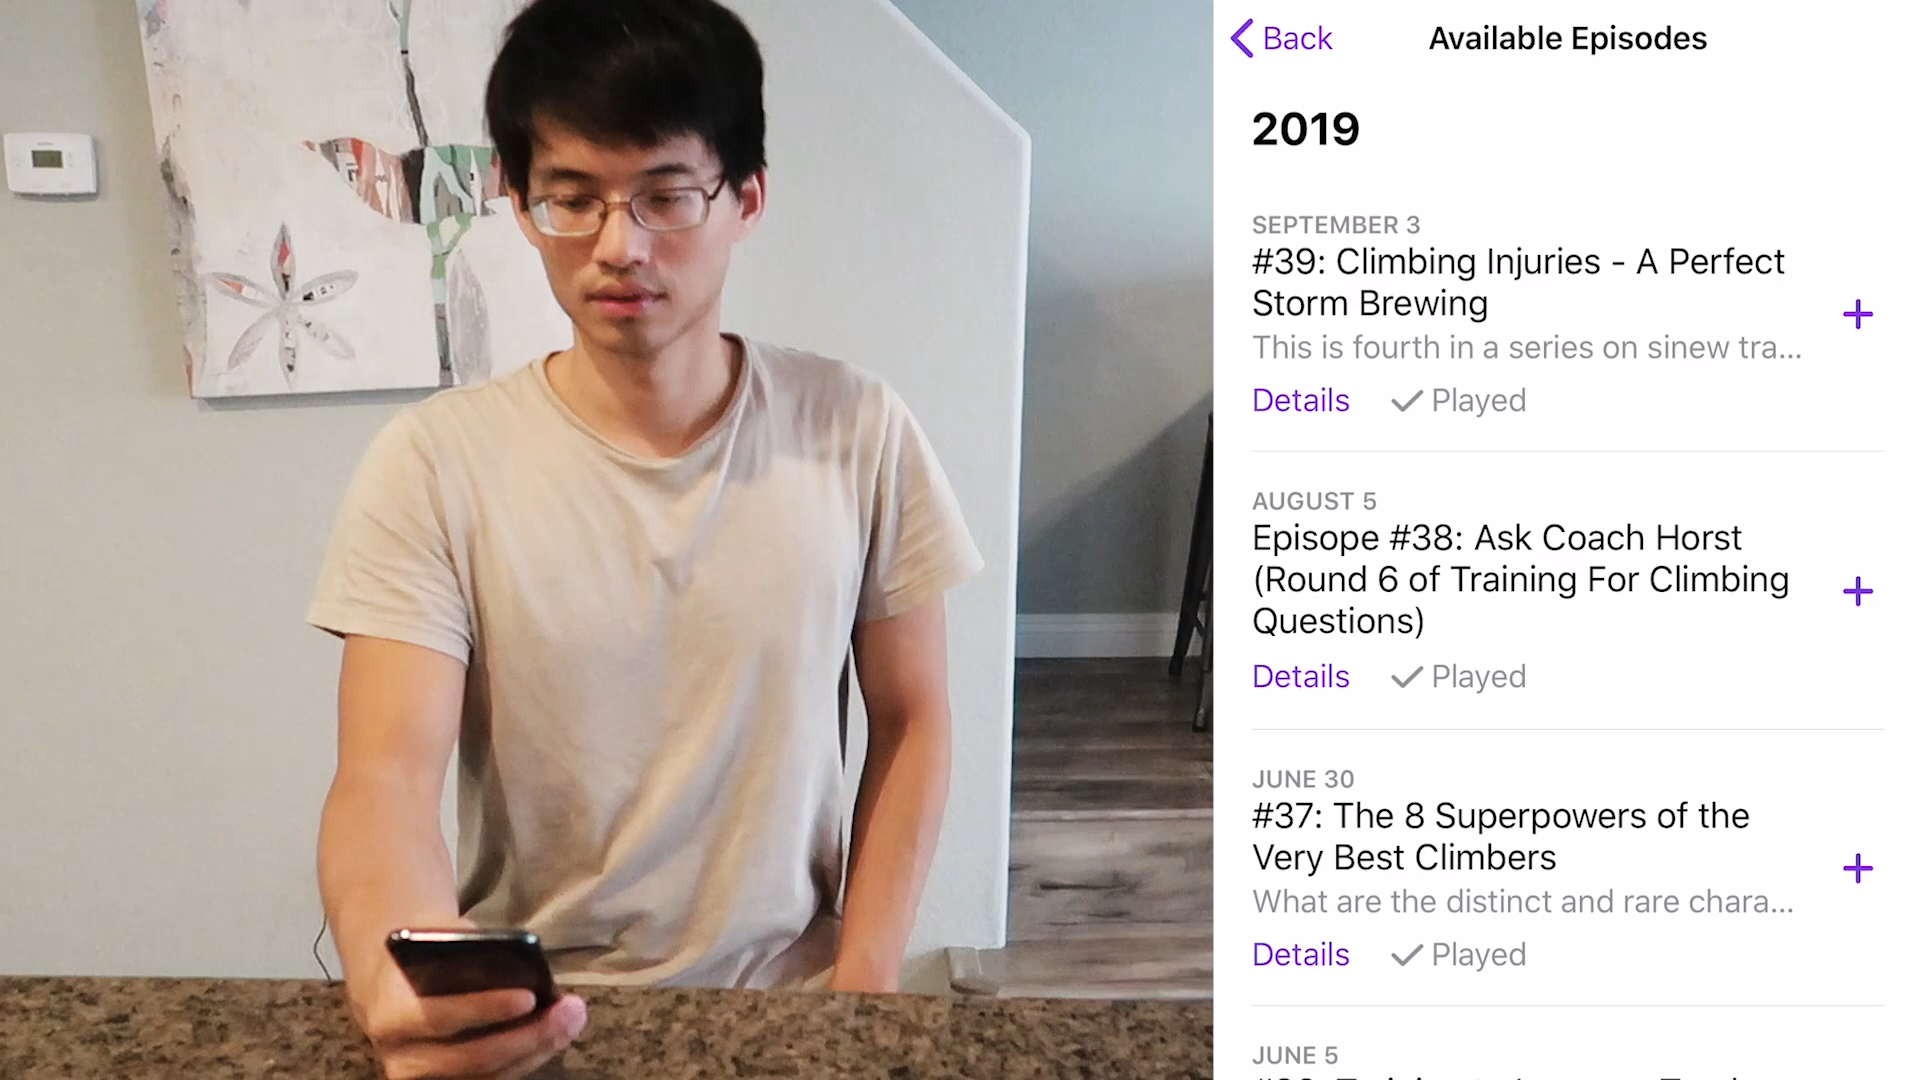 Back
Available Episodes
2019
SEPTEMBER 3
#39: Climbing Injuries - A Perfect
Storm Brewing
This is fourth in a series on sinew tra...
Details
Played
AUGUST 5
Episope #38: Ask Coach Horst
(Round 6 of Training For Climbing
Questions)
Details
Played
JUNE 30
#37: The 8 Superpowers of the
Very Best Climbers
What are the distinct and rare chara...
Details
Played
JUNE 5